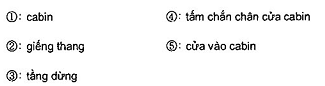 ①: cabin
②: giếng thang
③: tầng dừng
④: tấm chắn chân cửa cabin
⑤: cửa vào cabin